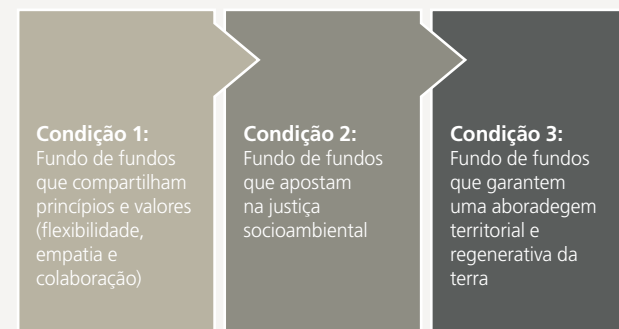 Condição 1:
Fundo de fundos
que compartilham
princípios e valores
(flexibilidade,
empatia e
colaboração)
Condição 2:
Fundo de fundos
que apostam
na justiça
socioambiental
Condição 3:
Fundo de fundos
que garantem
uma aboradegem
territorial e
regenerativa da
terra